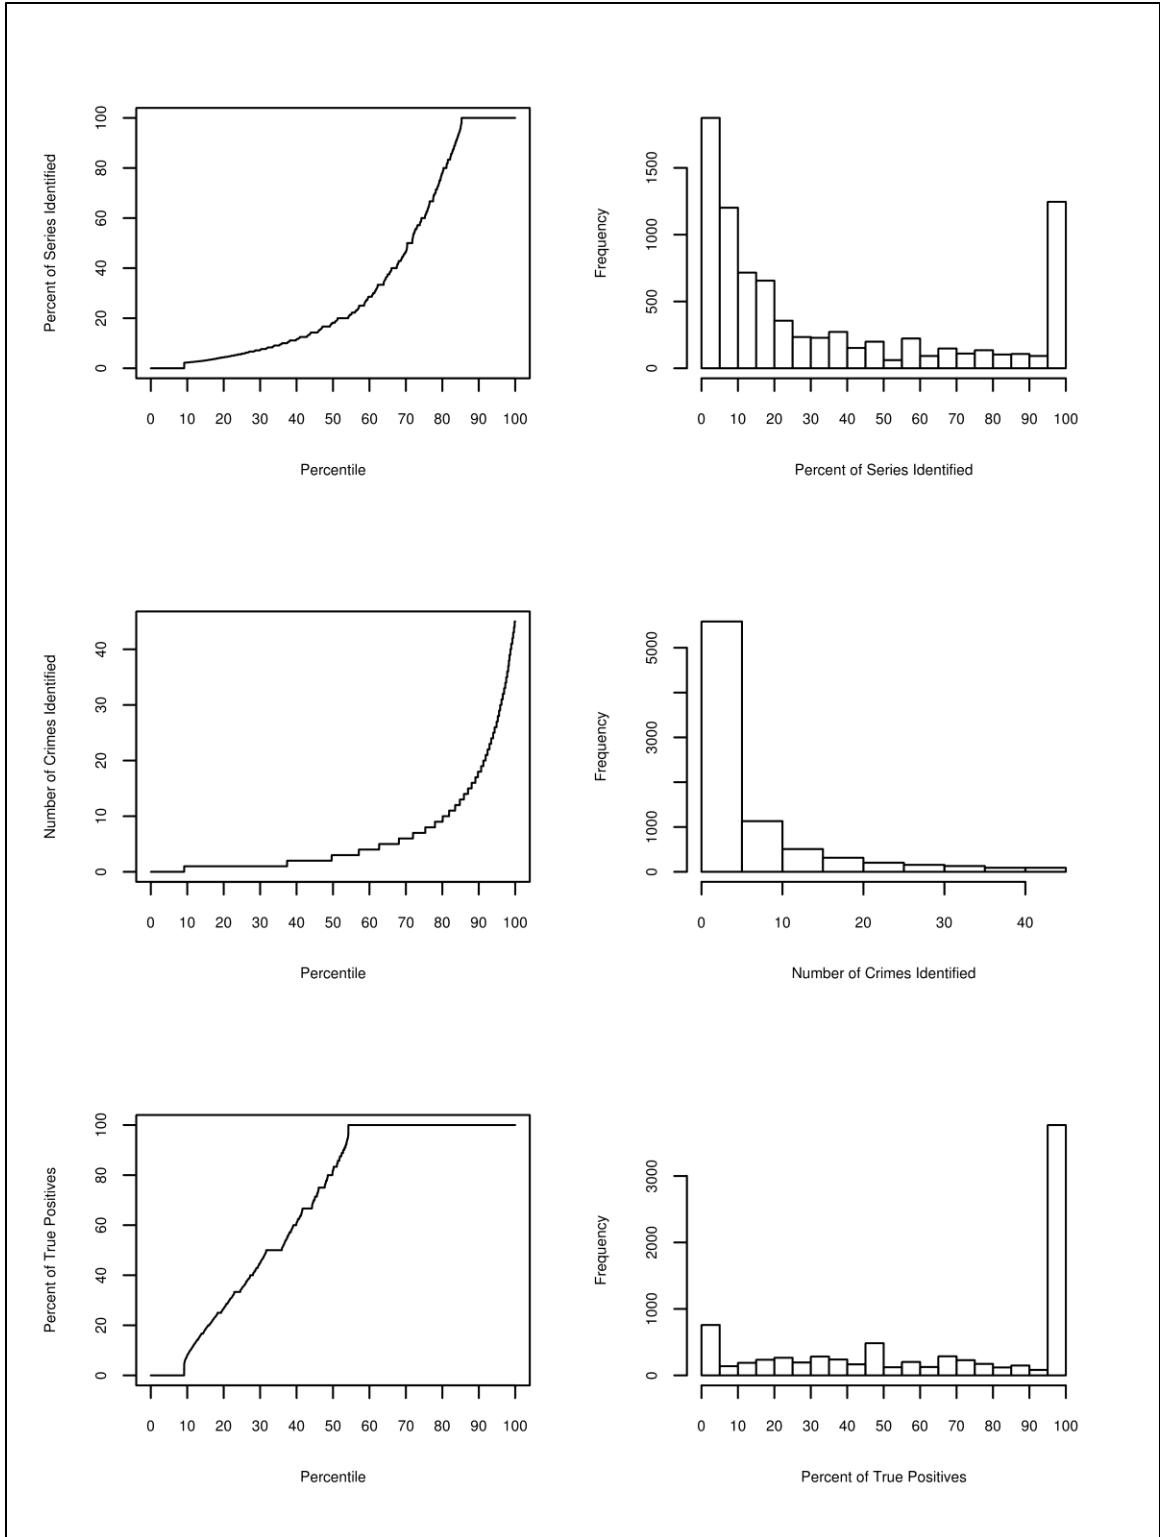 Percent of Series Identified
100
80
60
40
20
0
0 10 20 30 40 50 60 70 80 90 100
Percentile
Frequency
1500
1000
500
0
0 10 20 30 40 50 60 70 80 90 100
Percent of Series Identified
Number of Crimes Identified
40
30
20
10
0
0 10 20 30 40 50 60 70 80 90 100
Percentile
Frequency
5000
3000
1000
0
0 10 20 30 40
Number of Crimes Identified
Percent of True Positives
100
80
60
40
20
0
0 10 20 30 40 50 60 70 80 90 100
Percentile
Frequency
3000
2000
1000
0
0 10 20 30 40 50 60 70 80 90 100
Percent of True Positives